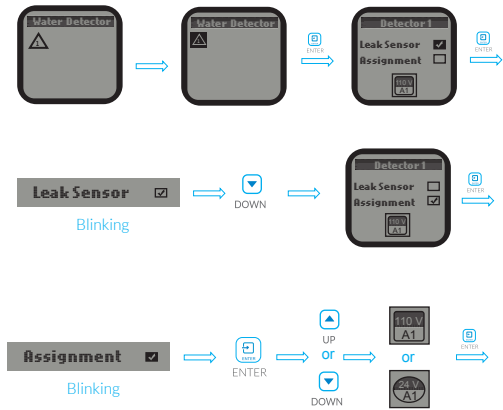 Water Detector
Water Detector
ENTER
Detector 1
Leak Sensor
Assignment
110 V
A1
ENTER
Leak Sensor
Blinking
DOWN
Detector 1
Leak Sensor
Assignment
110 V
A1
ENTER
Assignment
Blinking
ENTER
ENTER
UP
or
DOWN
110 V
A1
or
24 V
A1
ENTER